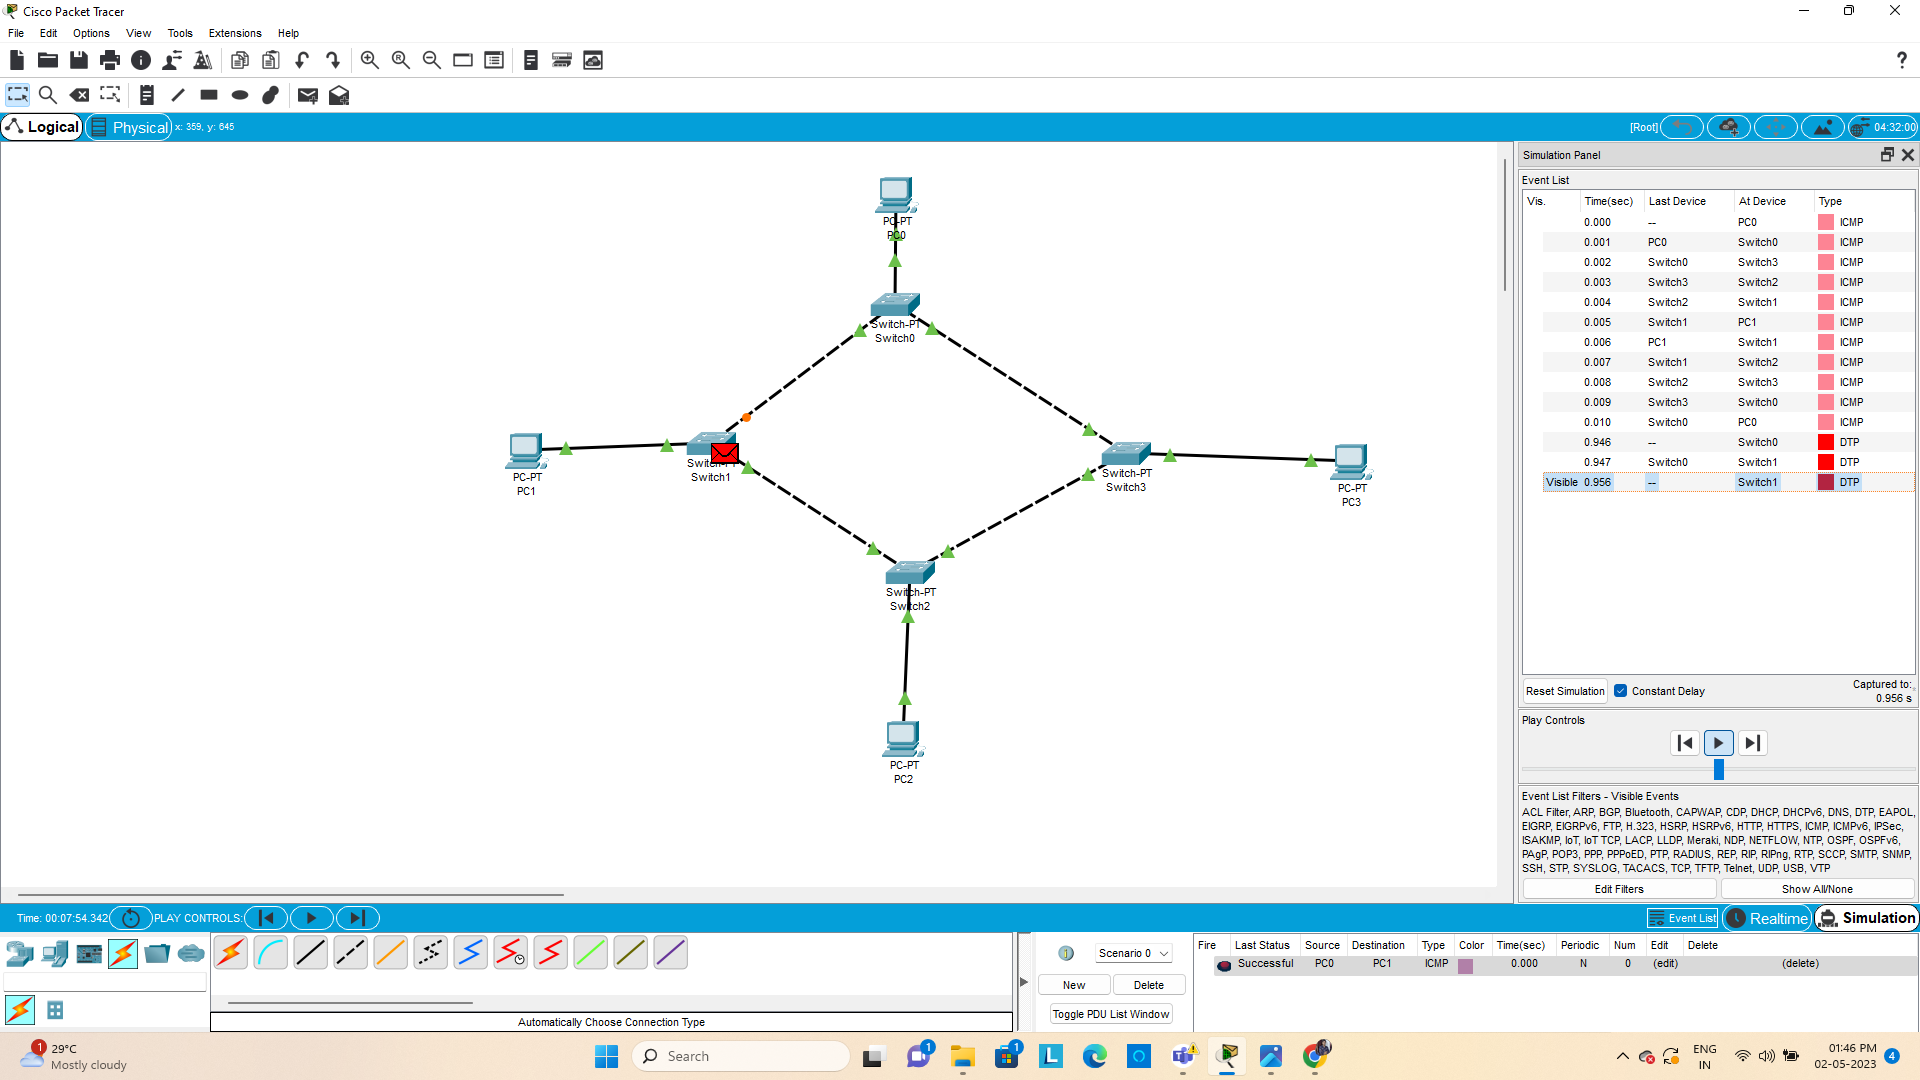 Cisco Packet Tracer
File Edit Options View Tools Extensions Help
?
Logical Physical x: 359, y: 645 [Root] 04:32:00
PC-PT
PC0
Switch-PT
Switch0
PC-PT
PC1
Switch-PT
Switch1
Switch-PT
Switch3
PC-PT
PC3
Switch-PT
Switch2
PC-PT
PC2
Simulation Panel
Event List
Vis. Time(sec) Last Device At Device Type
0.000 -- PC0 ICMP
0.001 PC0 Switch0 ICMP
0.002 Switch0 Switch3 ICMP
0.003 Switch3 Switch2 ICMP
0.004 Switch2 Switch1 ICMP
0.005 Switch1 PC1 ICMP
0.006 PC1 Switch1 ICMP
0.007 Switch1 Switch2 ICMP
0.008 Switch2 Switch3 ICMP
0.009 Switch3 Switch0 ICMP
0.010 Switch0 PC0 ICMP
0.946 -- Switch0 DTP
0.947 Switch0 Switch1 DTP
Visible 0.956 -- Switch1 DTP
Reset Simulation Constant Delay Captured to:
0.956 s
Play Controls
Event List Filters - Visible Events
ACL Filter, ARP, BGP, Bluetooth, CAPWAP, CDP, DHCP, DHCPv6, DNS, DTP, EAPOL,
EIGRP, EIGRPv6, FTP, H.323, HSRP, HSRPv6, HTTP, HTTPS, ICMP, ICMPv6, IPSec,
ISAKMP, IoT, IoT TCP, LACP, LLDP, Meraki, NDP, NETFLOW, NTP, OSPF, OSPFv6,
PAgP, POP3, PPP, PPPoED, PTP, RADIUS, REP, RIP, RIPng, RTP, SCCP, SMTP, SNMP,
SSH, STP, SYSLOG, TACACS, TCP, TFTP, Telnet, UDP, USB, VTP
Edit Filters Show All/None
Time: 00:07:54.342 PLAY CONTROLS: Event List Realtime Simulation
Automatically Choose Connection Type
Scenario 0
New Delete
Toggle PDU List Window
Fire Last Status Source Destination Type Color Time(sec) Periodic Num Edit Delete
Successful PC0 PC1 ICMP 0.000 N 0 (edit) (delete)
1
29°C
Mostly cloudy
Search
1
1
L
ENG
IN
01:46 PM
02-05-2023
4